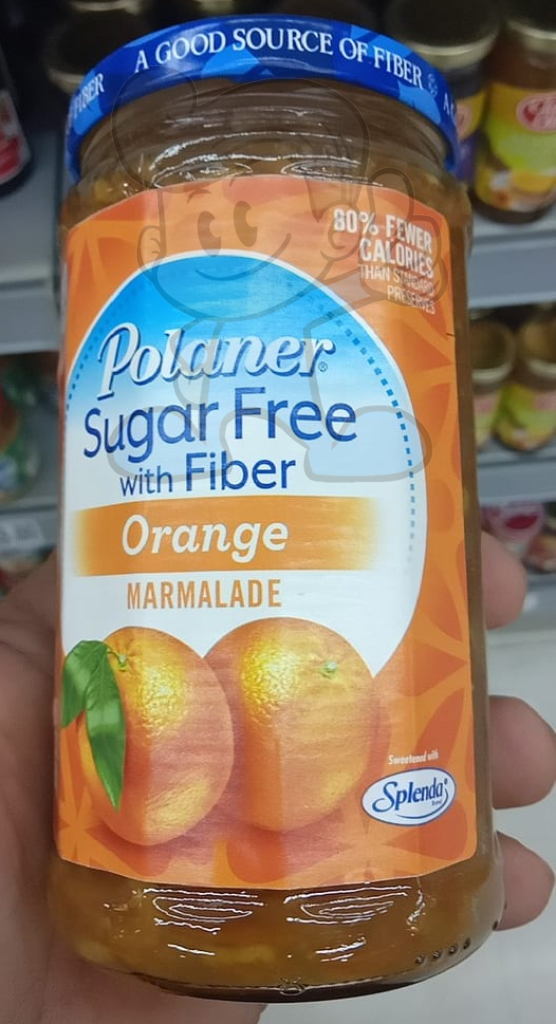 A GOOD SOURCE OF FIBER
80% FEWER
CALORIES
THAN STANDARD
PRESERVES
Polaner®
Sugar Free
with Fiber
Orange
MARMALADE
Sweetened with
Splenda